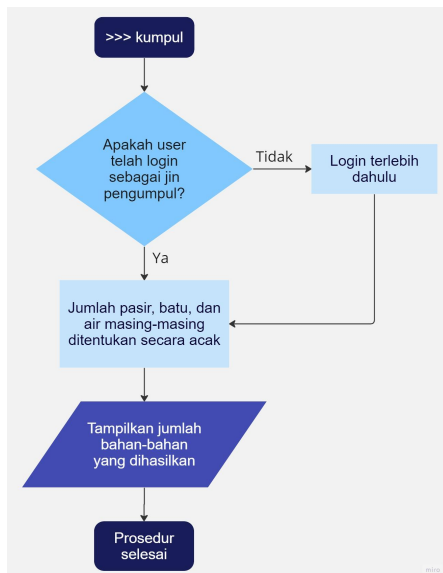 >>> kumpul
Apakah user
telah login
sebagai jin
pengumpul?
Tidak
Login terlebih
dahulu
Ya
Jumlah pasir, batu, dan
air masing-masing
ditentukan secara acak
Tampilkan jumlah
bahan-bahan
yang dihasilkan
Prosedur
selesai
miro